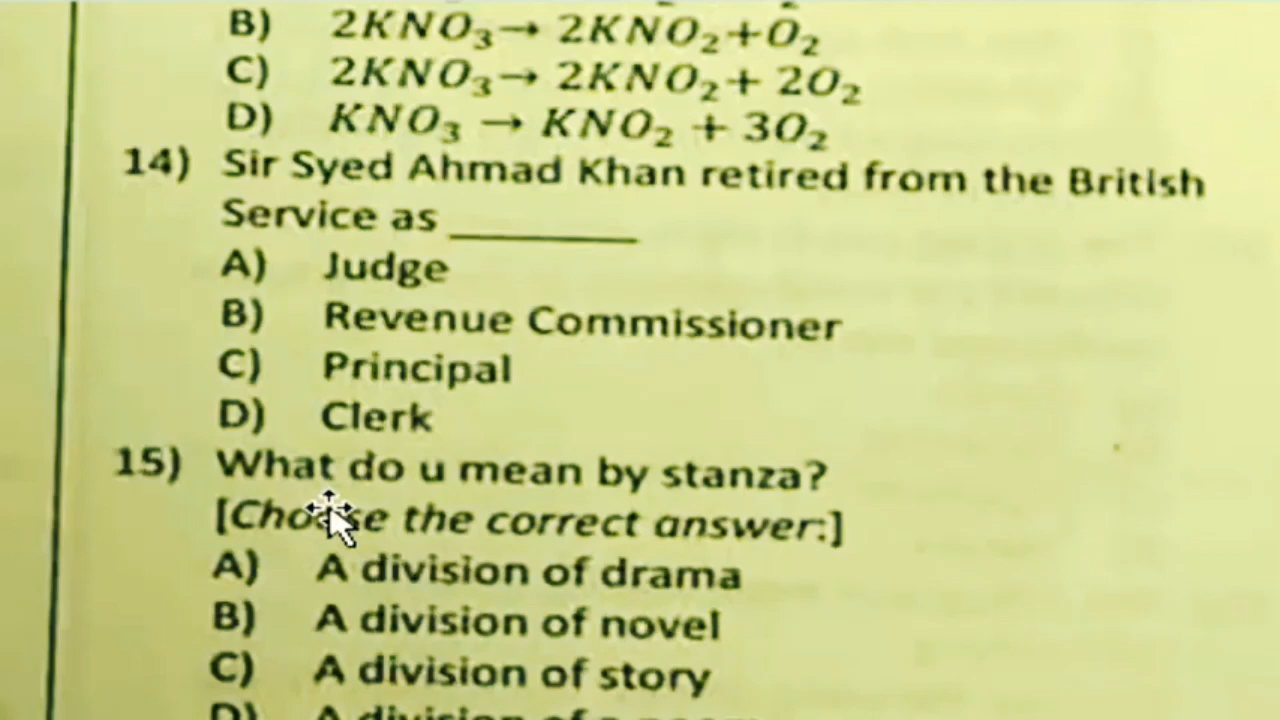 B) 2KNO₃→ 2KNO₂+O₂
C) 2KNO₃→ 2KNO₂+ 2O₂
D) KNO₃ → KNO₂ + 3O₂
14) Sir Syed Ahmad Khan retired from the British
Service as ________
A) Judge
B) Revenue Commissioner
C) Principal
D) Clerk
15) What do u mean by stanza?
[Choose the correct answer:]
A) A division of drama
B) A division of novel
C) A division of story
D) A division of a